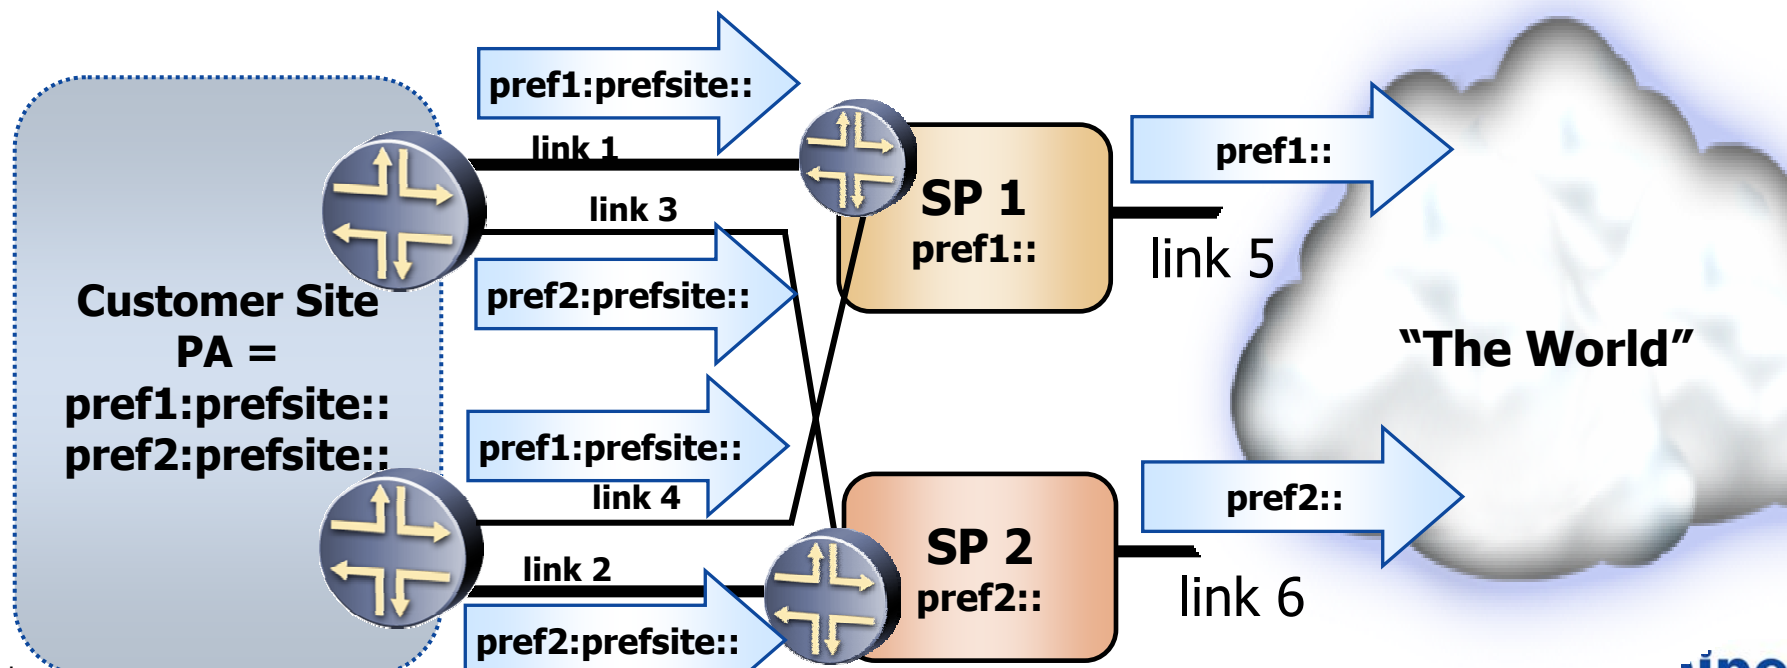 pref1:prefsite::
link 1
link 3
pref2:prefsite::
Customer Site
PA =
pref1:prefsite::
pref2:prefsite::
pref1:prefsite::
link 4
link 2
pref2:prefsite::
SP 1
pref1::
pref1::
link 5
"The World"
SP 2
pref2::
pref2::
link 6